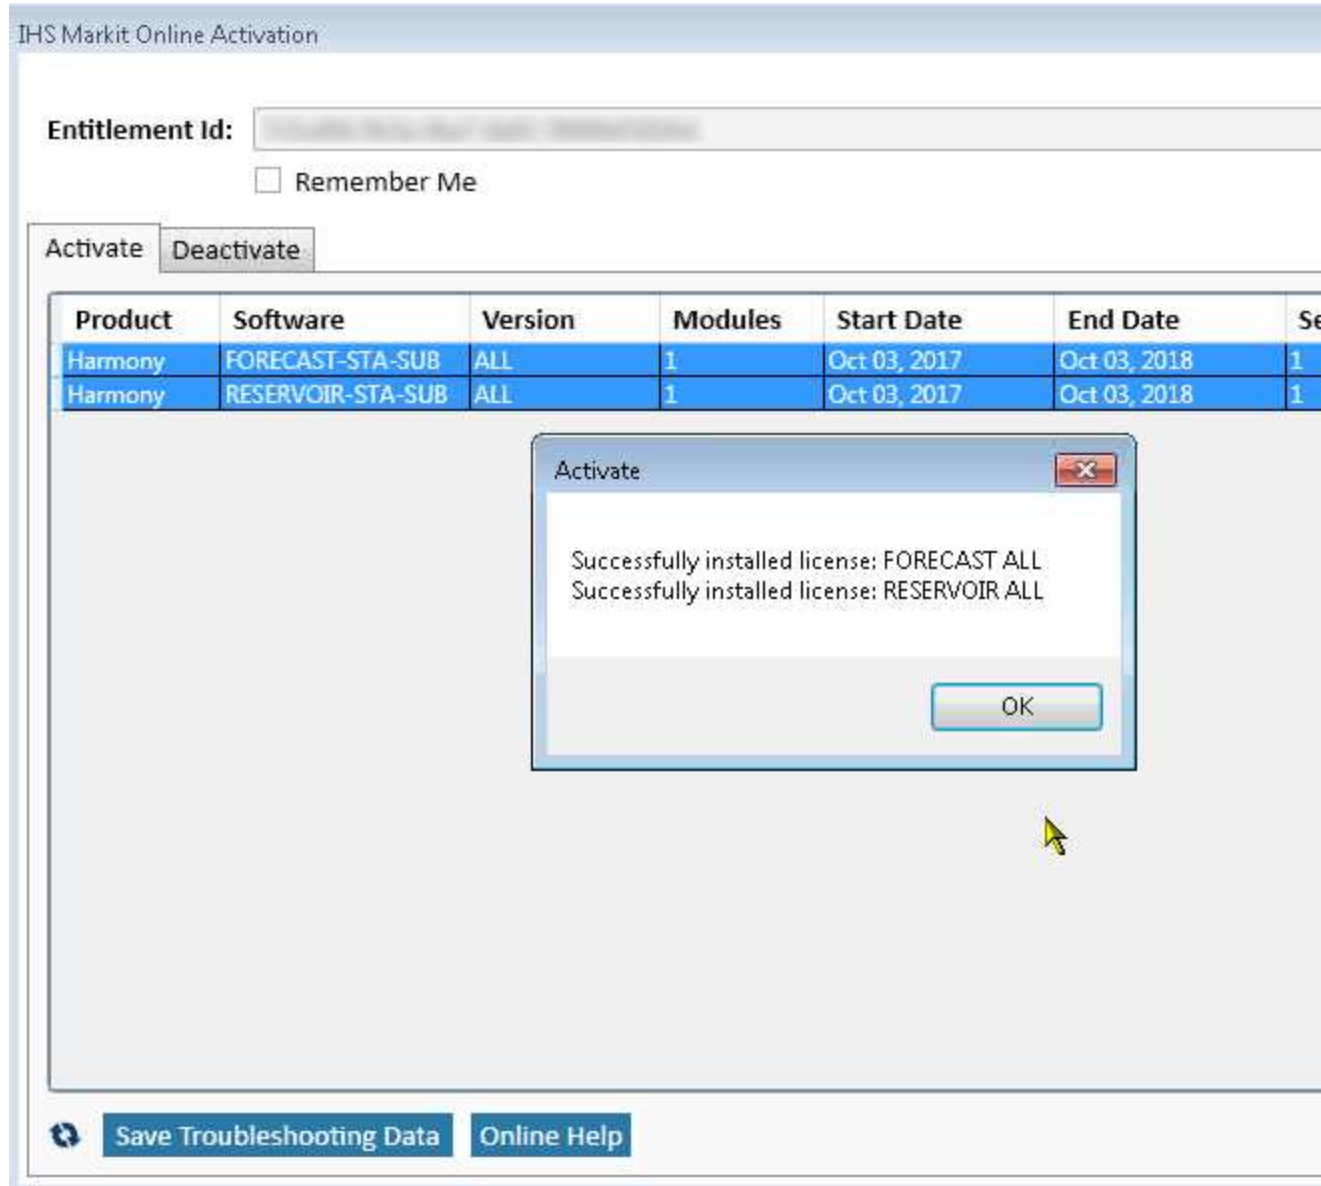 IHS Markit Online Activation
Entitlement Id:
Remember Me
Activate Deactivate
Product Software Version Modules Start Date End Date
Harmony FORECAST-STA-SUB ALL 1 Oct 03, 2017 Oct 03, 2018 1
Harmony RESERVOIR-STA-SUB ALL 1 Oct 03, 2017 Oct 03, 2018 1
Activate
Successfully installed license: FORECAST ALL
Successfully installed license: RESERVOIR ALL
OK
Save Troubleshooting Data Online Help